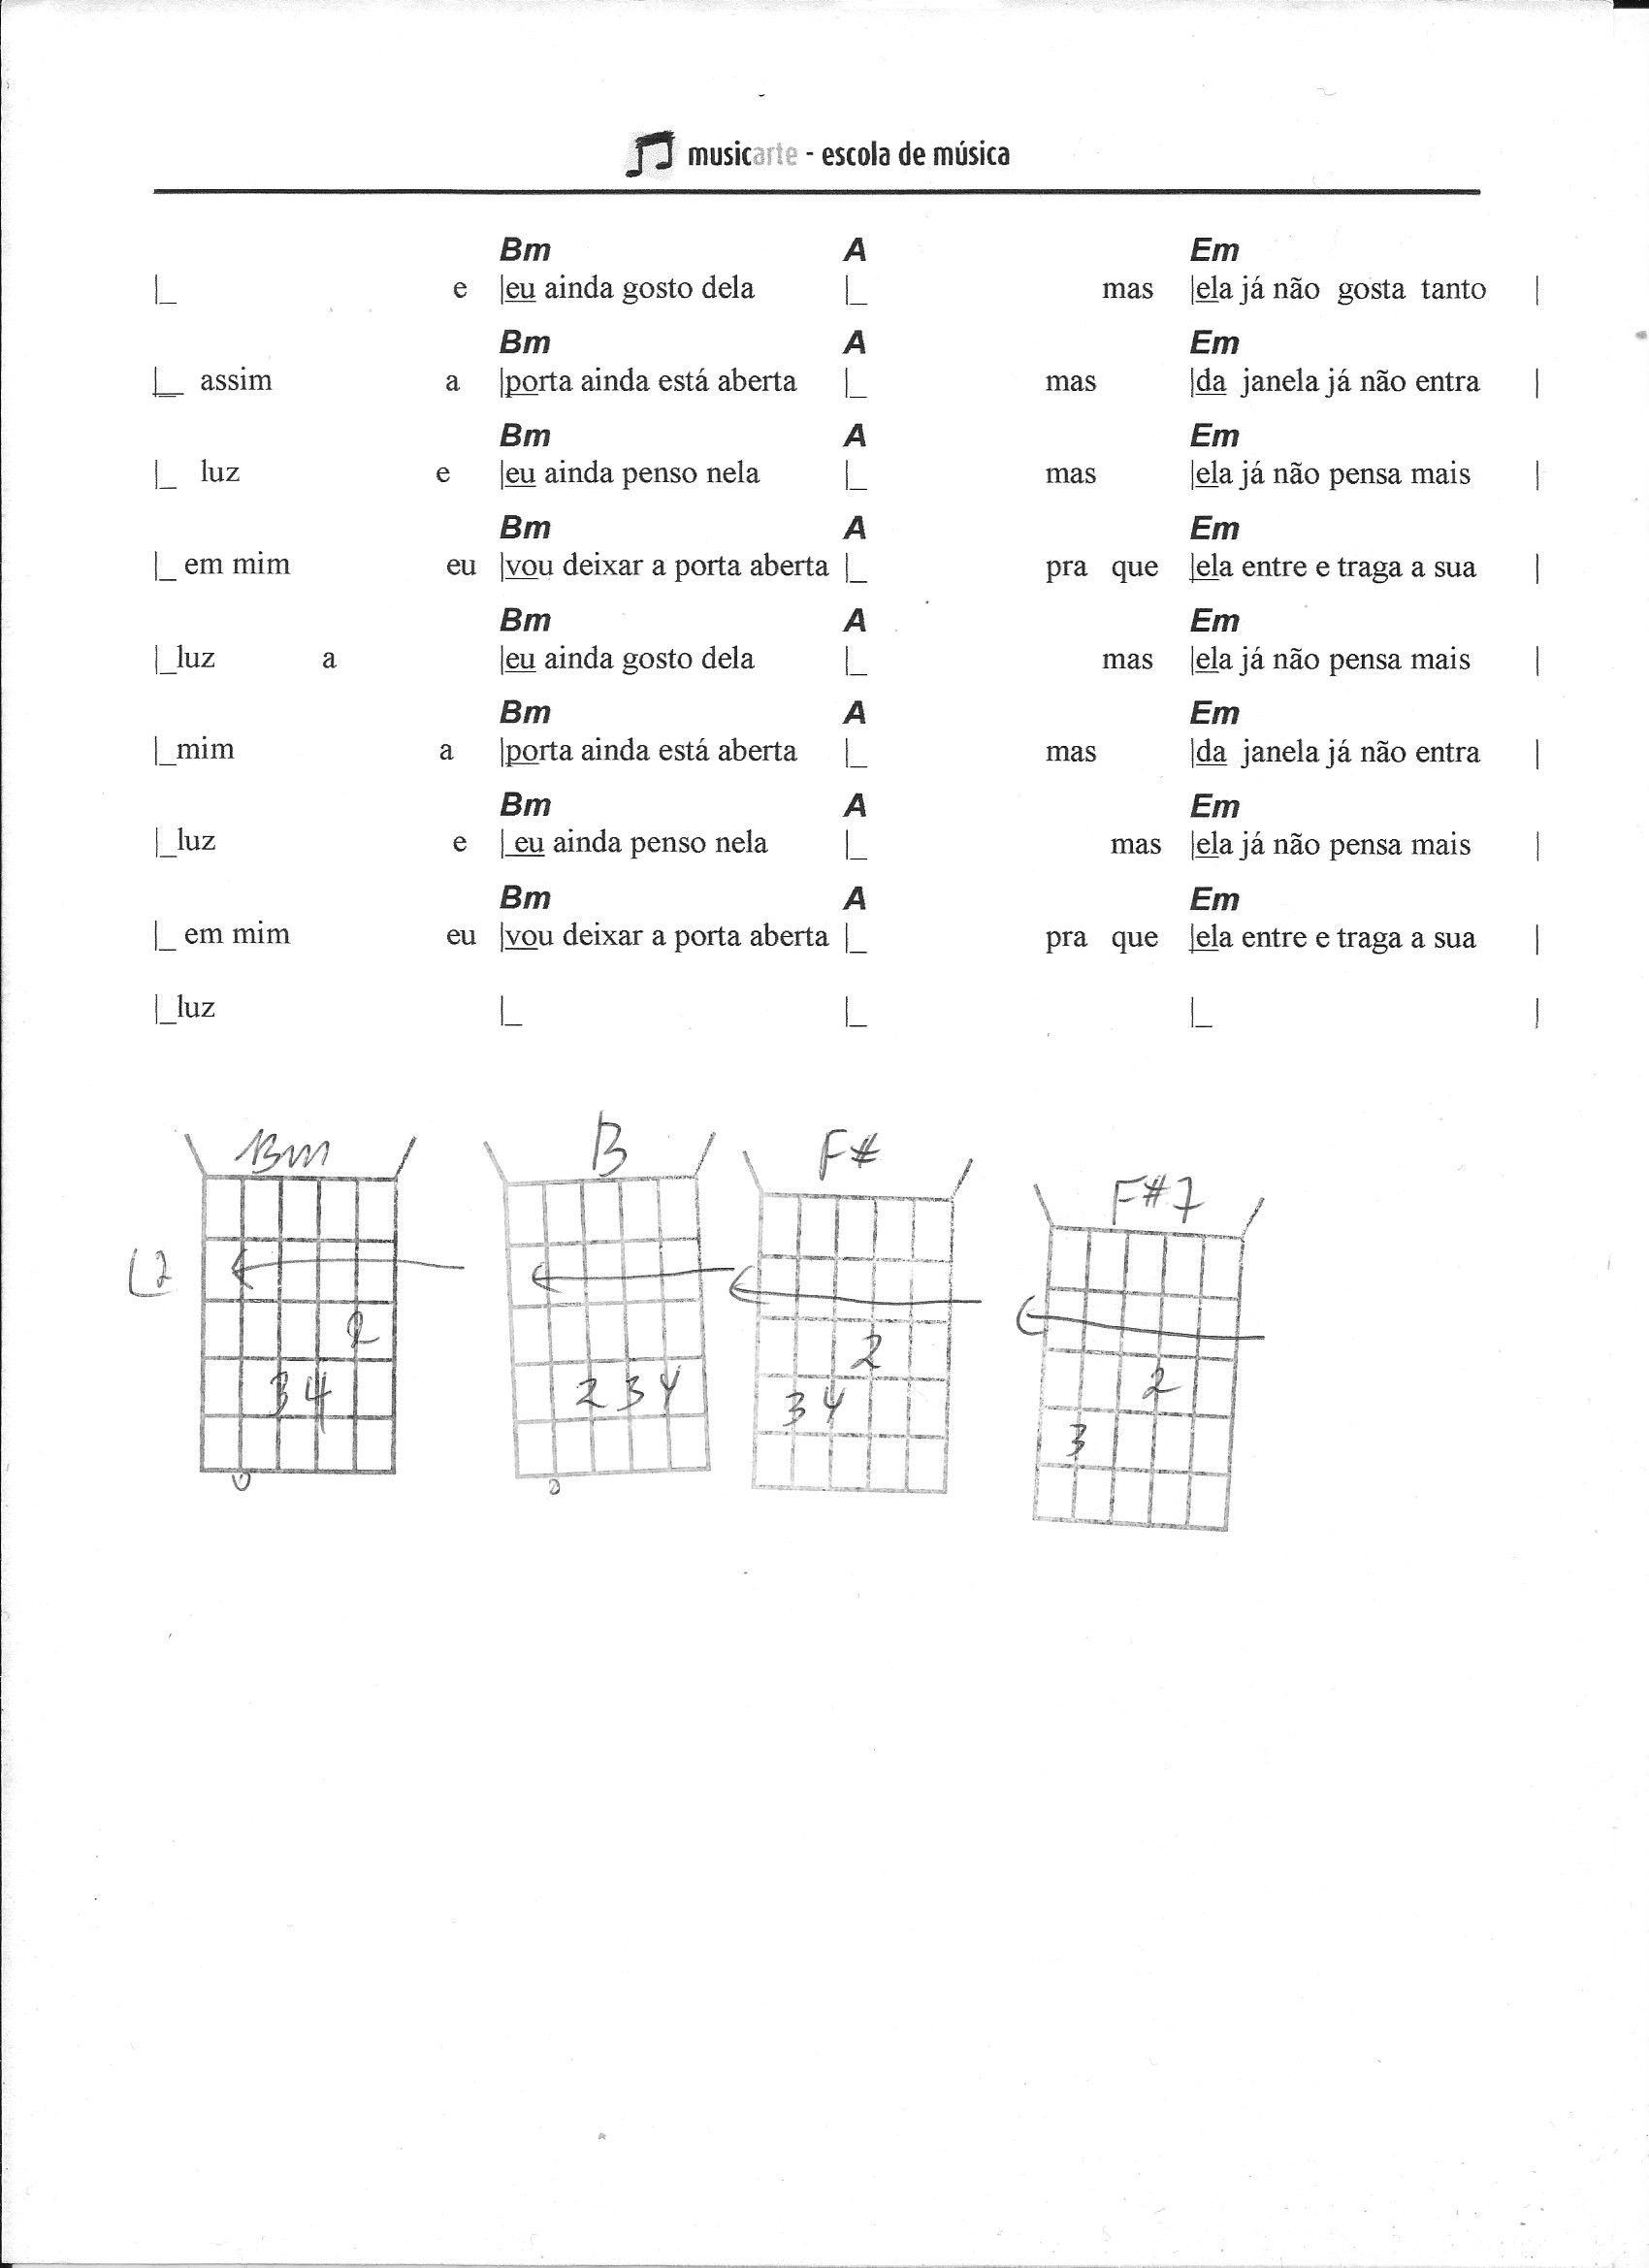 musicarte - escola de música
Bm A Em
|_ e |eu ainda gosto dela |_ mas |ela já não gosta tanto |
Bm A Em
|_ assim a |porta ainda está aberta |_ mas |da janela já não entra |
Bm A Em
|_ luz e |eu ainda penso nela |_ mas |ela já não pensa mais |
Bm A Em
|_ em mim eu |vou deixar a porta aberta |_ pra que |ela entre e traga a sua |
Bm A Em
|_luz a |eu ainda gosto dela |_ mas |ela já não pensa mais |
Bm A Em
|_mim a |porta ainda está aberta |_ mas |da janela já não entra |
Bm A Em
|_luz e |_eu ainda penso nela |_ mas |ela já não pensa mais |
Bm A Em
|_ em mim eu |vou deixar a porta aberta |_ pra que |ela entre e traga a sua |
|_luz |_ |_ |_ |
Bm B F# F#7
2
2 2 2
3 4 2 3 4 3 4 3